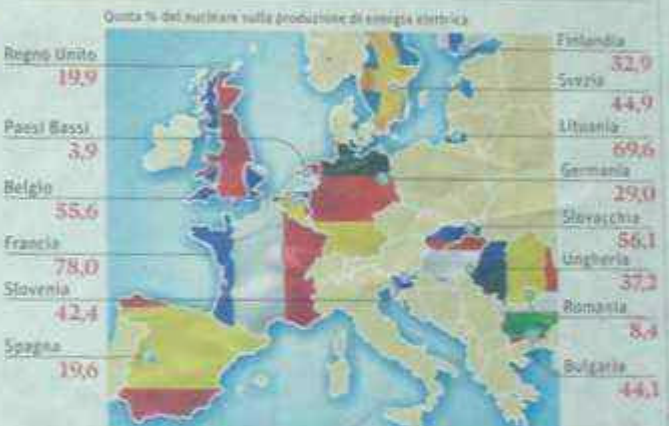 Quota % del nucleare sulla produzione di energia elettrica
Regno Unito
19,9
Paesi Bassi
3,9
Belgio
55,6
Francia
78,0
Slovenia
42,4
Spagna
19,6
Finlandia
32,9
Svezia
44,9
Lituania
69,6
Germania
29,0
Slovacchia
56,1
Ungheria
37,2
Romania
8,4
Bulgaria
44,1